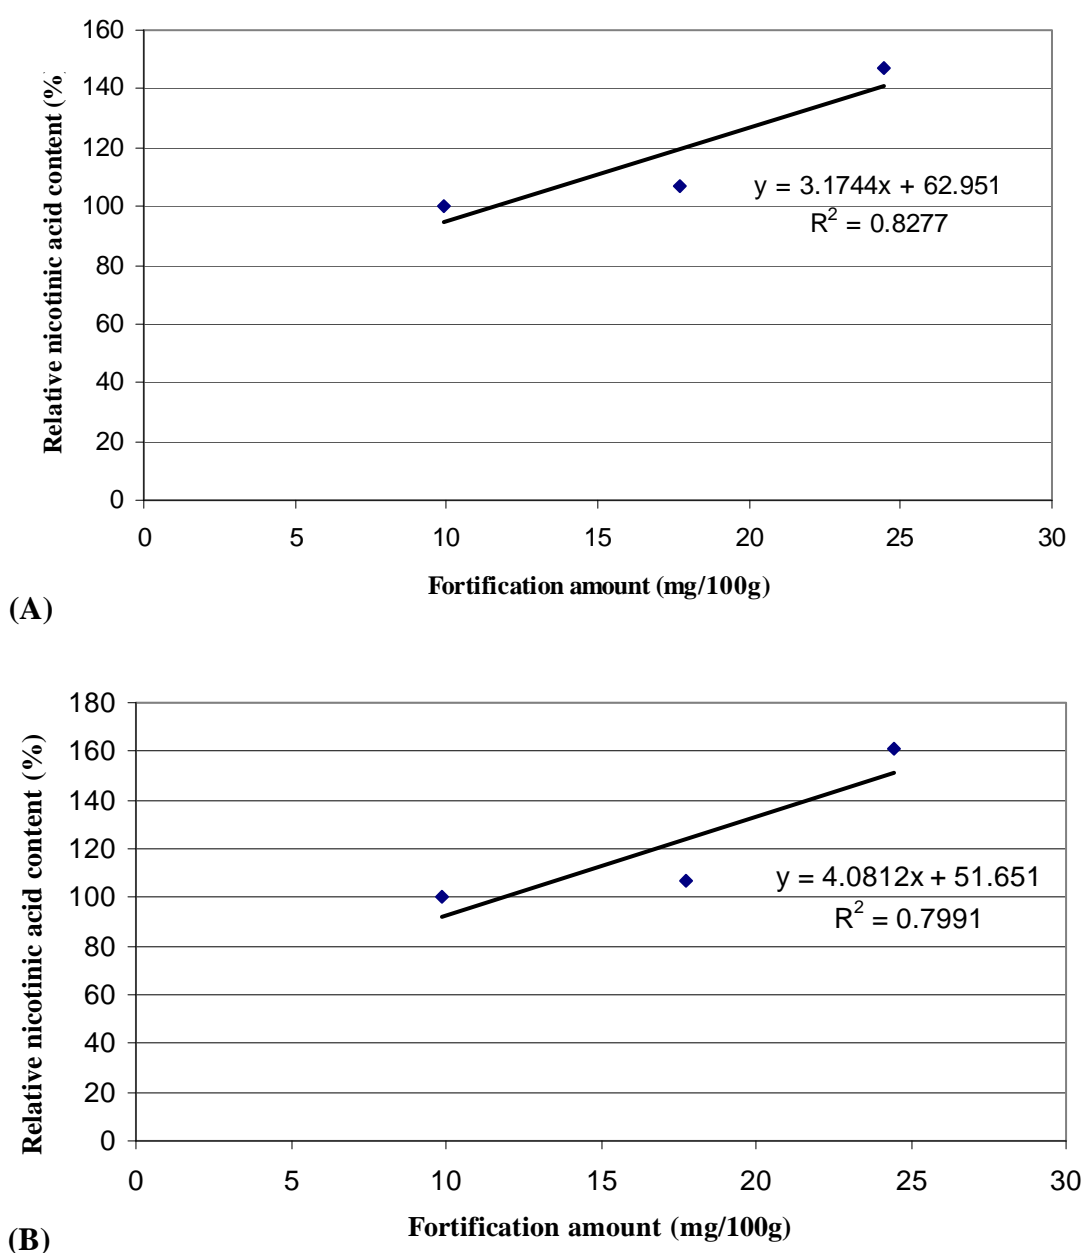 160
140
120
100
80
60
40
20
0
Relative nicotinic acid content (%
y = 3.1744x + 62.951
R² = 0.8277
0 5 10 15 20 25 30
Fortification amount (mg/100g)
(A)
180
160
140
120
100
80
60
40
20
0
Relative nicotinic acid content (%)
y = 4.0812x + 51.651
R² = 0.7991
0 5 10 15 20 25 30
Fortification amount (mg/100g)
(B)